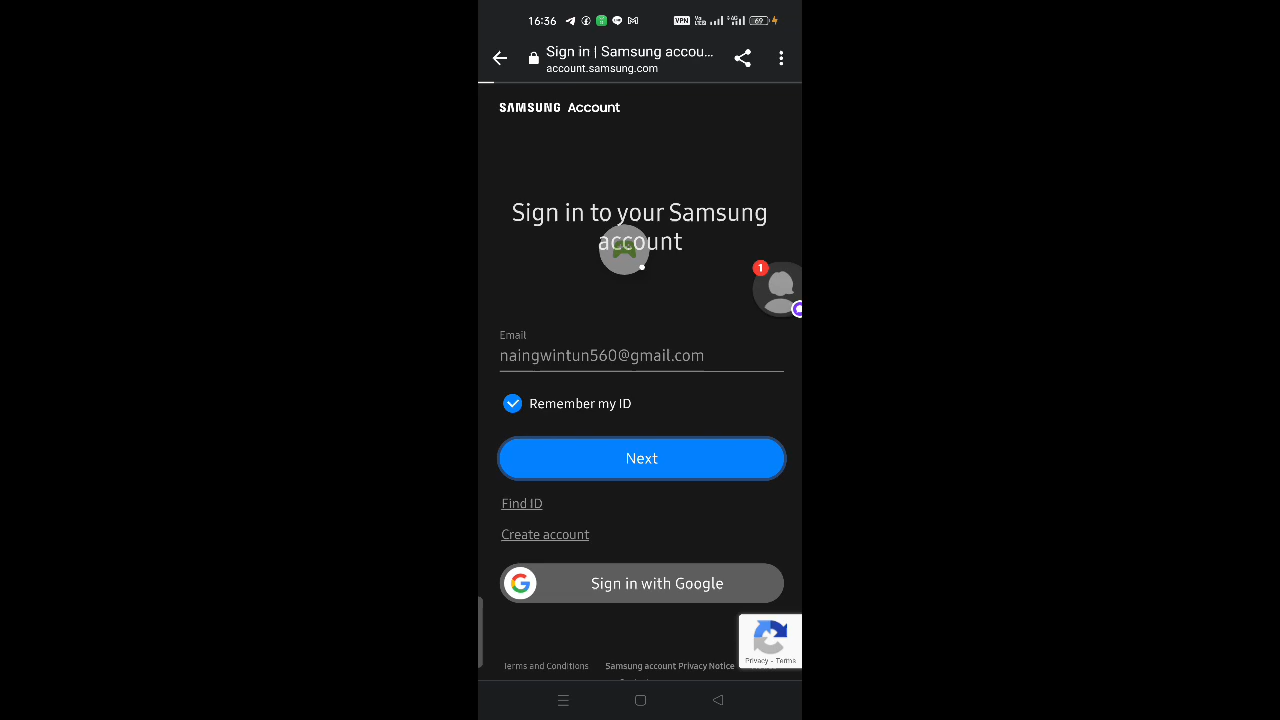 16:36
VPN
69
Sign in | Samsung accou...
account.samsung.com
SAMSUNG Account
Sign in to your Samsung
account
1
Email
naingwintun560@gmail.com
Remember my ID
Next
Find ID
Create account
Sign in with Google
Privacy - Terms
Terms and Conditions
Samsung account Privacy Notice